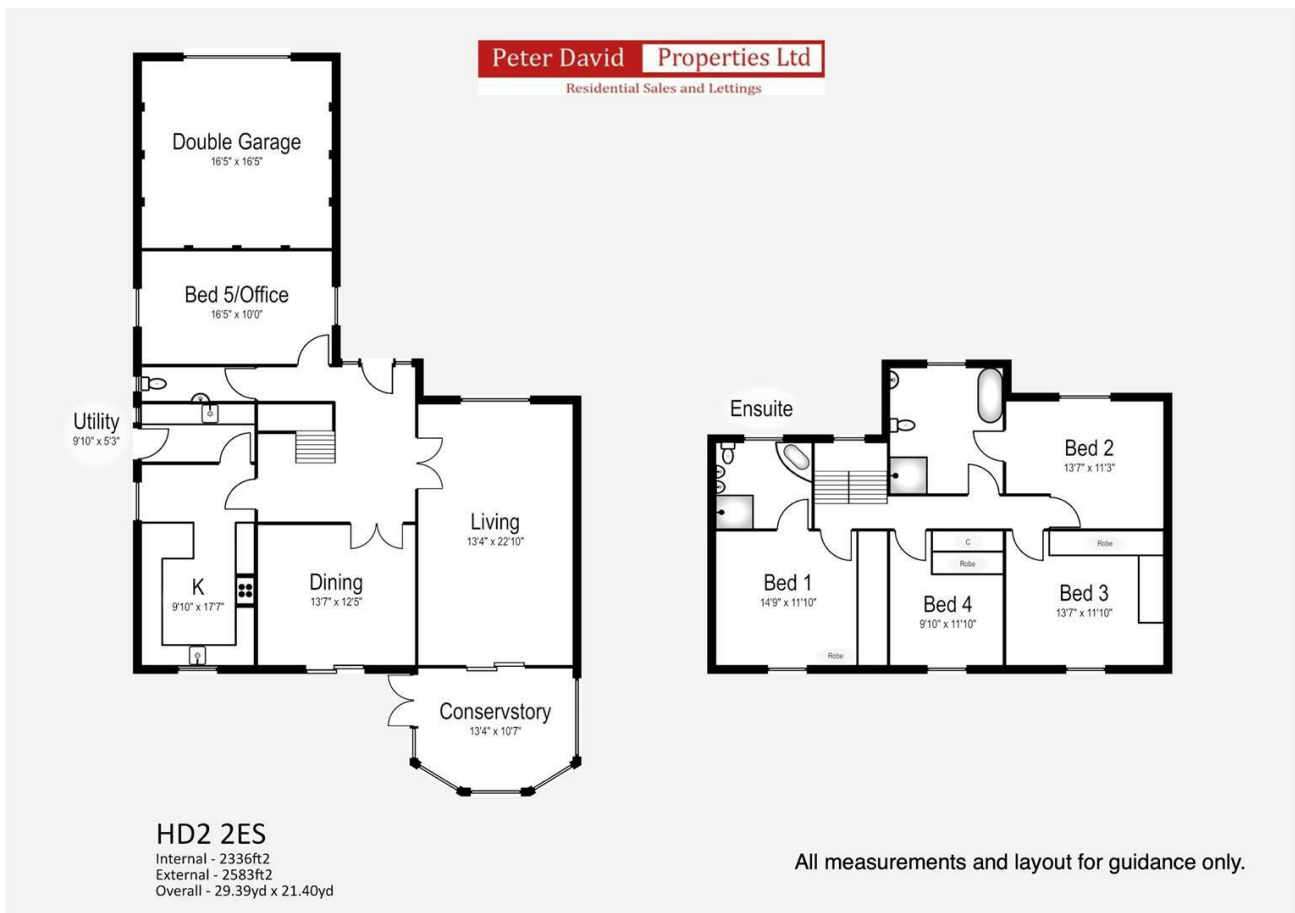 Peter David Properties Ltd
Residential Sales and Lettings
Double Garage
16'5" x 16'5"
Bed 5/Office
16'5" x 10'0"
Utility
9'10" x 5'3"
K
9'10" x 17'7"
Dining
13'7" x 12'5"
Living
13'4" x 22'10"
Conservstory
13'4" x 10'7"
Ensuite
Bed 2
13'7" x 11'3"
Bed 1
14'9" x 11'10"
Robe
C
Robe
Bed 4
9'10" x 11'10"
Robe
Bed 3
13'7" x 11'10"
HD2 2ES
Internal - 2336ft2
External - 2583ft2
Overall - 29.39yd x 21.40yd
All measurements and layout for guidance only.